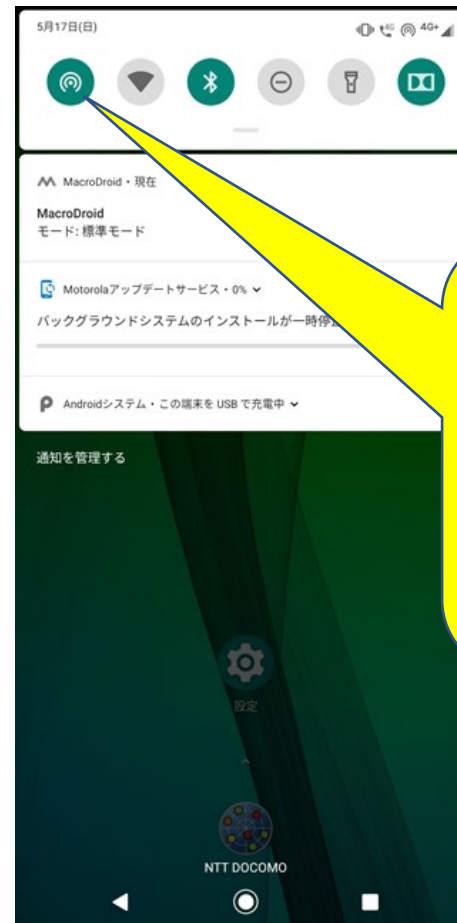 5月17日(日)
4G 4G+
MacroDroid・現在
MacroDroid
モード: 標準モード
Motorolaアップデートサービス・0%
バックグラウンドシステムのインストールが一時停
Androidシステム・この端末を USB で充電中
通知を管理する
設定
NTT DOCOMO